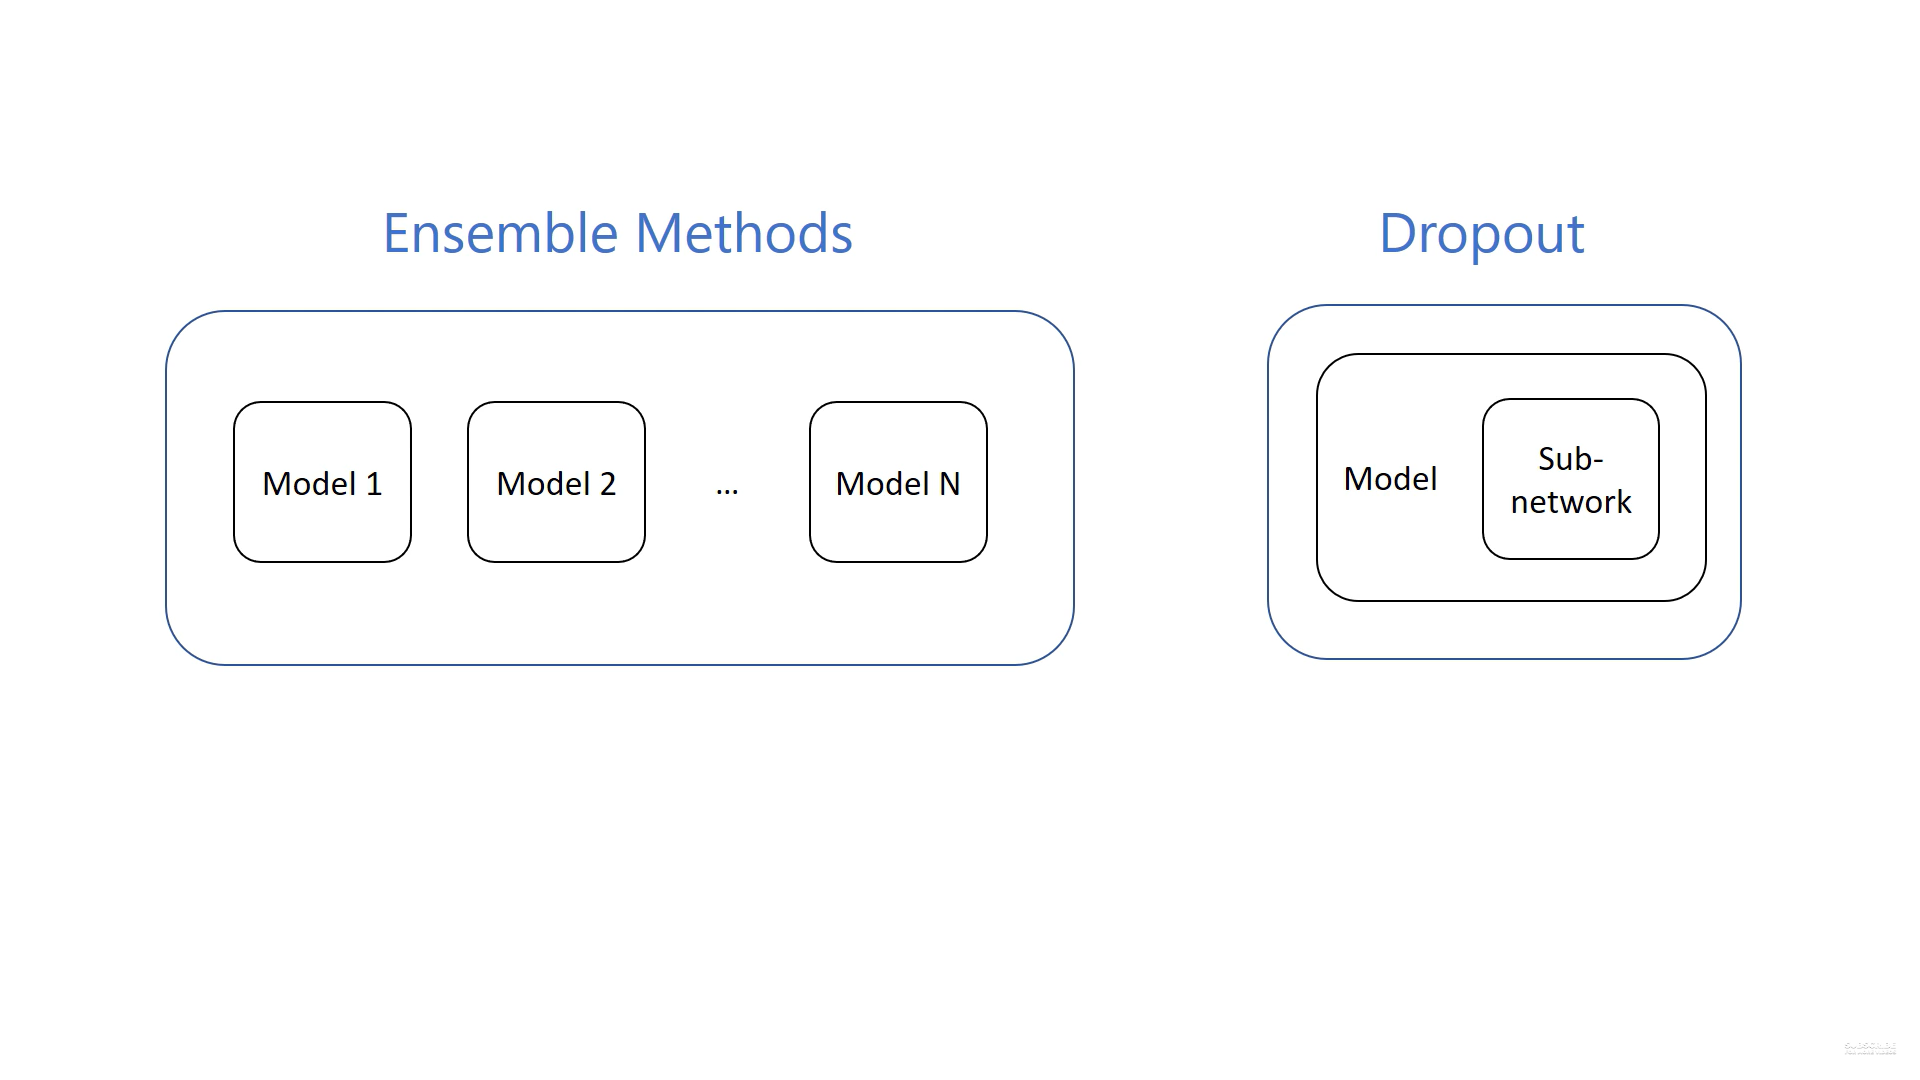 Ensemble Methods
Dropout
Model 1
Model 2
...
Model N
Model
Sub-
network